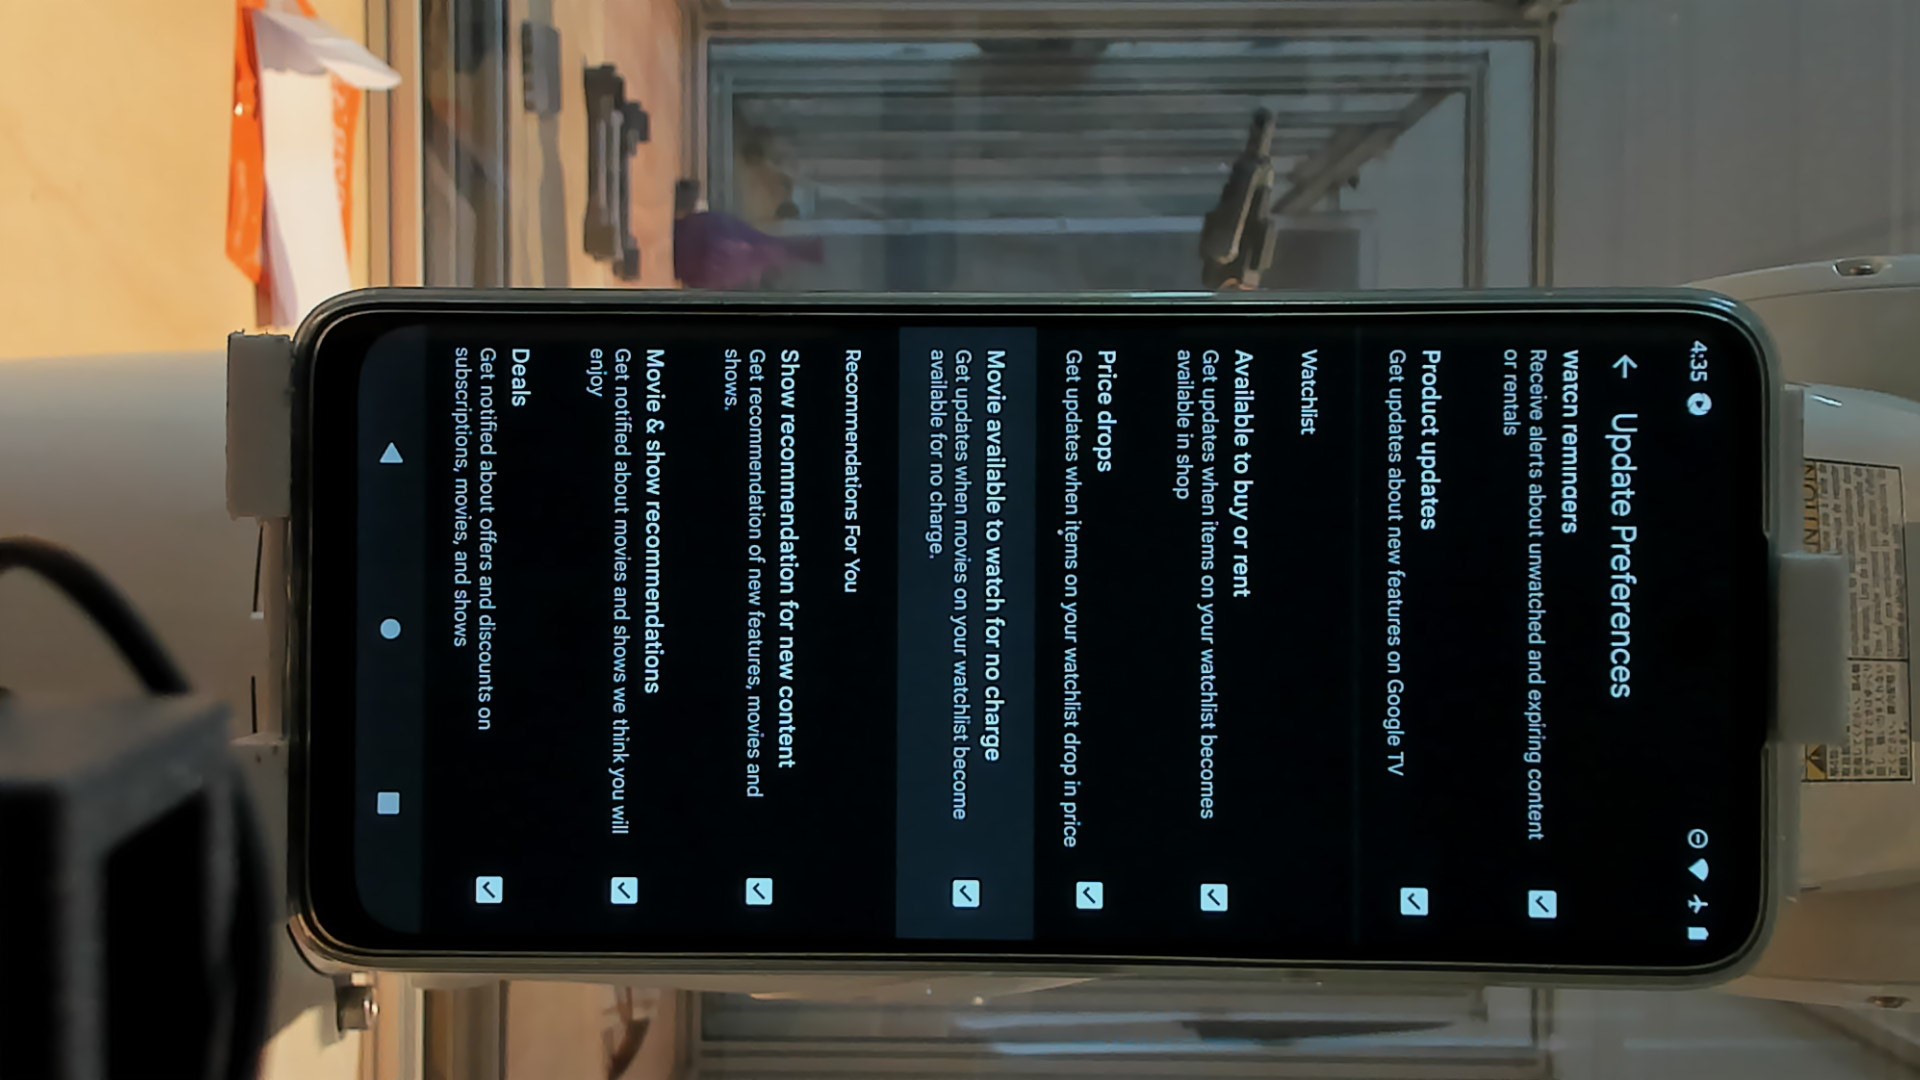 4:35
Update Preferences
Watch reminders
Receive alerts about unwatched and expiring content
or rentals
Product updates
Get updates about new features on Google TV
Watchlist
Available to buy or rent
Get updates when items on your watchlist becomes
available in shop
Price drops
Get updates when items on your watchlist drop in price
Movie available to watch for no charge
Get updates when movies on your watchlist become
available for no charge.
Recommendations For You
Show recommendation for new content
Get recommendation of new features, movies and
shows.
Movie & show recommendations
Get notified about movies and shows we think you will
enjoy
Deals
Get notified about offers and discounts on
subscriptions, movies, and shows